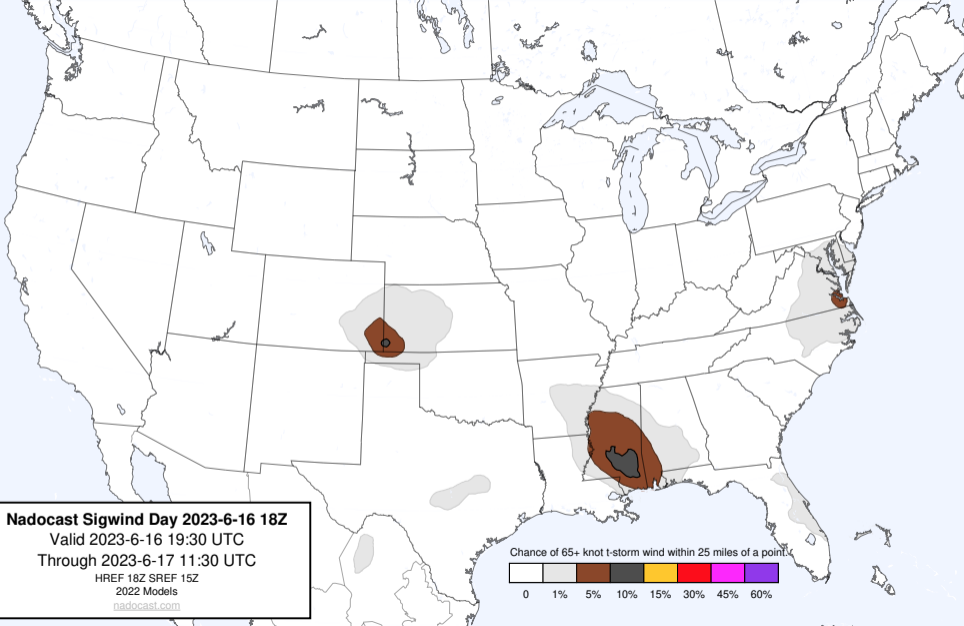 Nadocast Sigwind Day 2023-6-16 18Z
Valid 2023-6-16 19:30 UTC
Through 2023-6-17 11:30 UTC
HREF 18Z SREF 15Z
2022 Models
nadocast.com
Chance of 65+ knot t-storm wind within 25 miles of a point.
0 1% 5% 10% 15% 30% 45% 60%